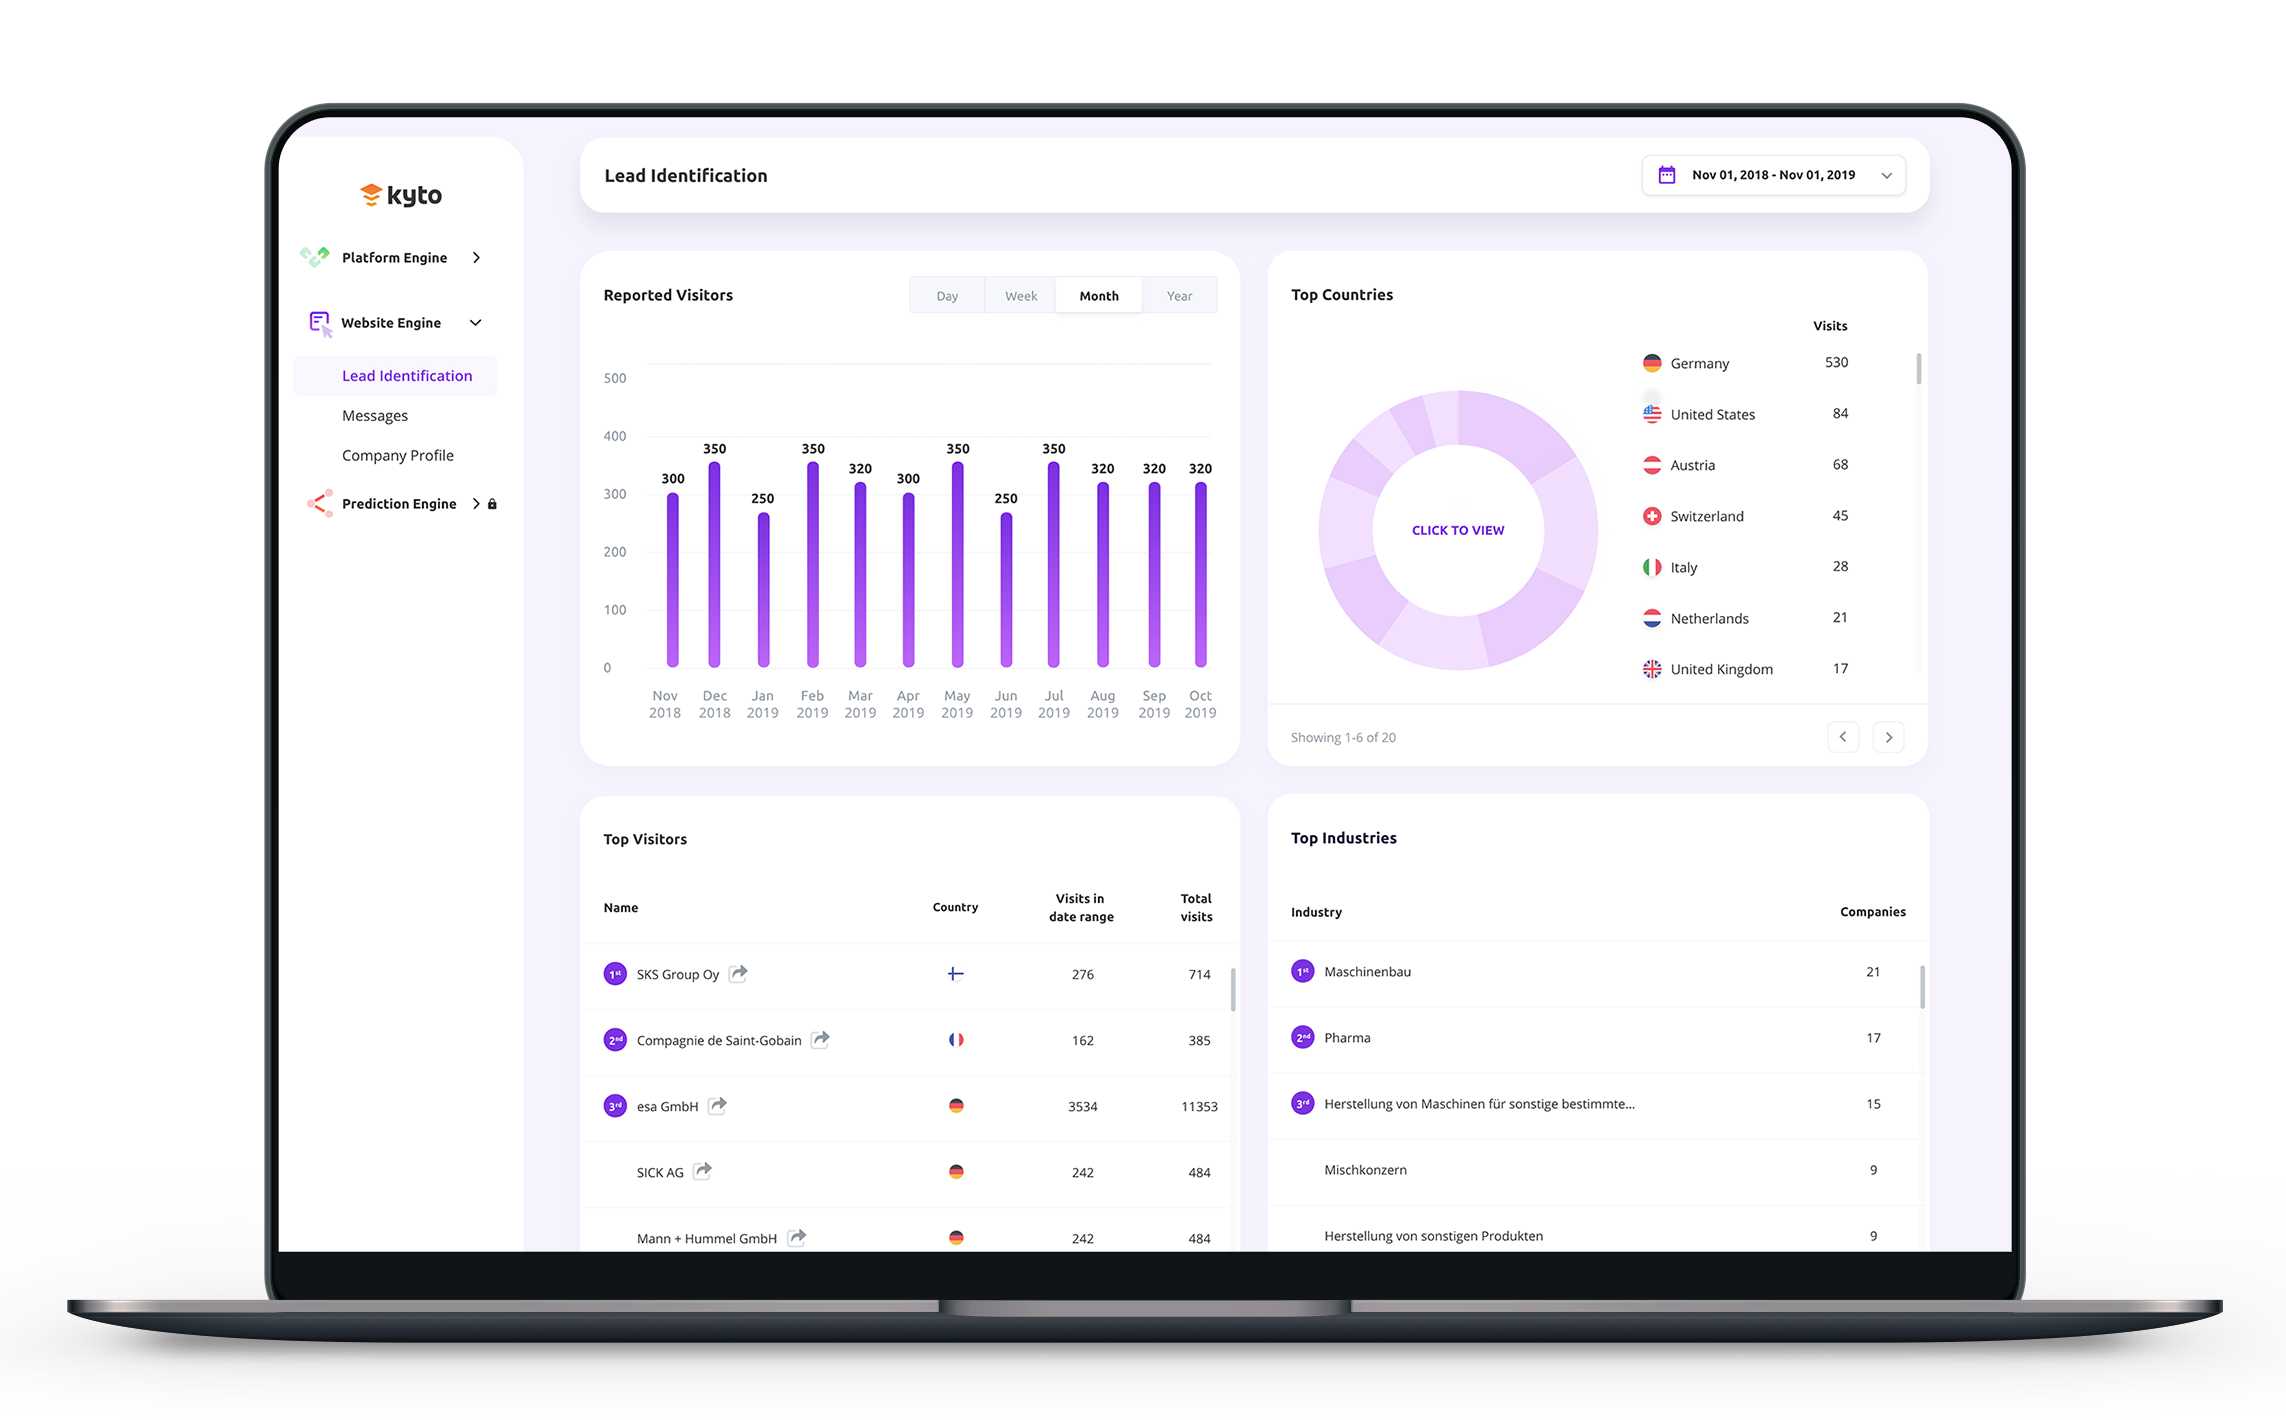 kyto
Platform Engine
Website Engine
Lead Identification
Messages
Company Profile
Prediction Engine
Lead Identification
Nov 01, 2018 - Nov 01, 2019
Reported Visitors
Day Week Month Year
500
400
300
200
100
0
300 350 250 350 320 300 350 250 350 320 320 320
Nov Dec Jan Feb Mar Apr May Jun Jul Aug Sep Oct
2018 2018 2019 2019 2019 2019 2019 2019 2019 2019 2019 2019
Top Countries
Visits
CLICK TO VIEW
Germany 530
United States 84
Austria 68
Switzerland 45
Italy 28
Netherlands 21
United Kingdom 17
Showing 1-6 of 20
Top Visitors
Name Country Visits in date range Total visits
1st SKS Group Oy 276 714
2nd Compagnie de Saint-Gobain 162 385
3rd esa GmbH 3534 11353
SICK AG 242 484
Mann + Hummel GmbH 242 484
Top Industries
Industry Companies
1st Maschinenbau 21
2nd Pharma 17
3rd Herstellung von Maschinen für sonstige bestimmte... 15
Mischkonzern 9
Herstellung von sonstigen Produkten 9